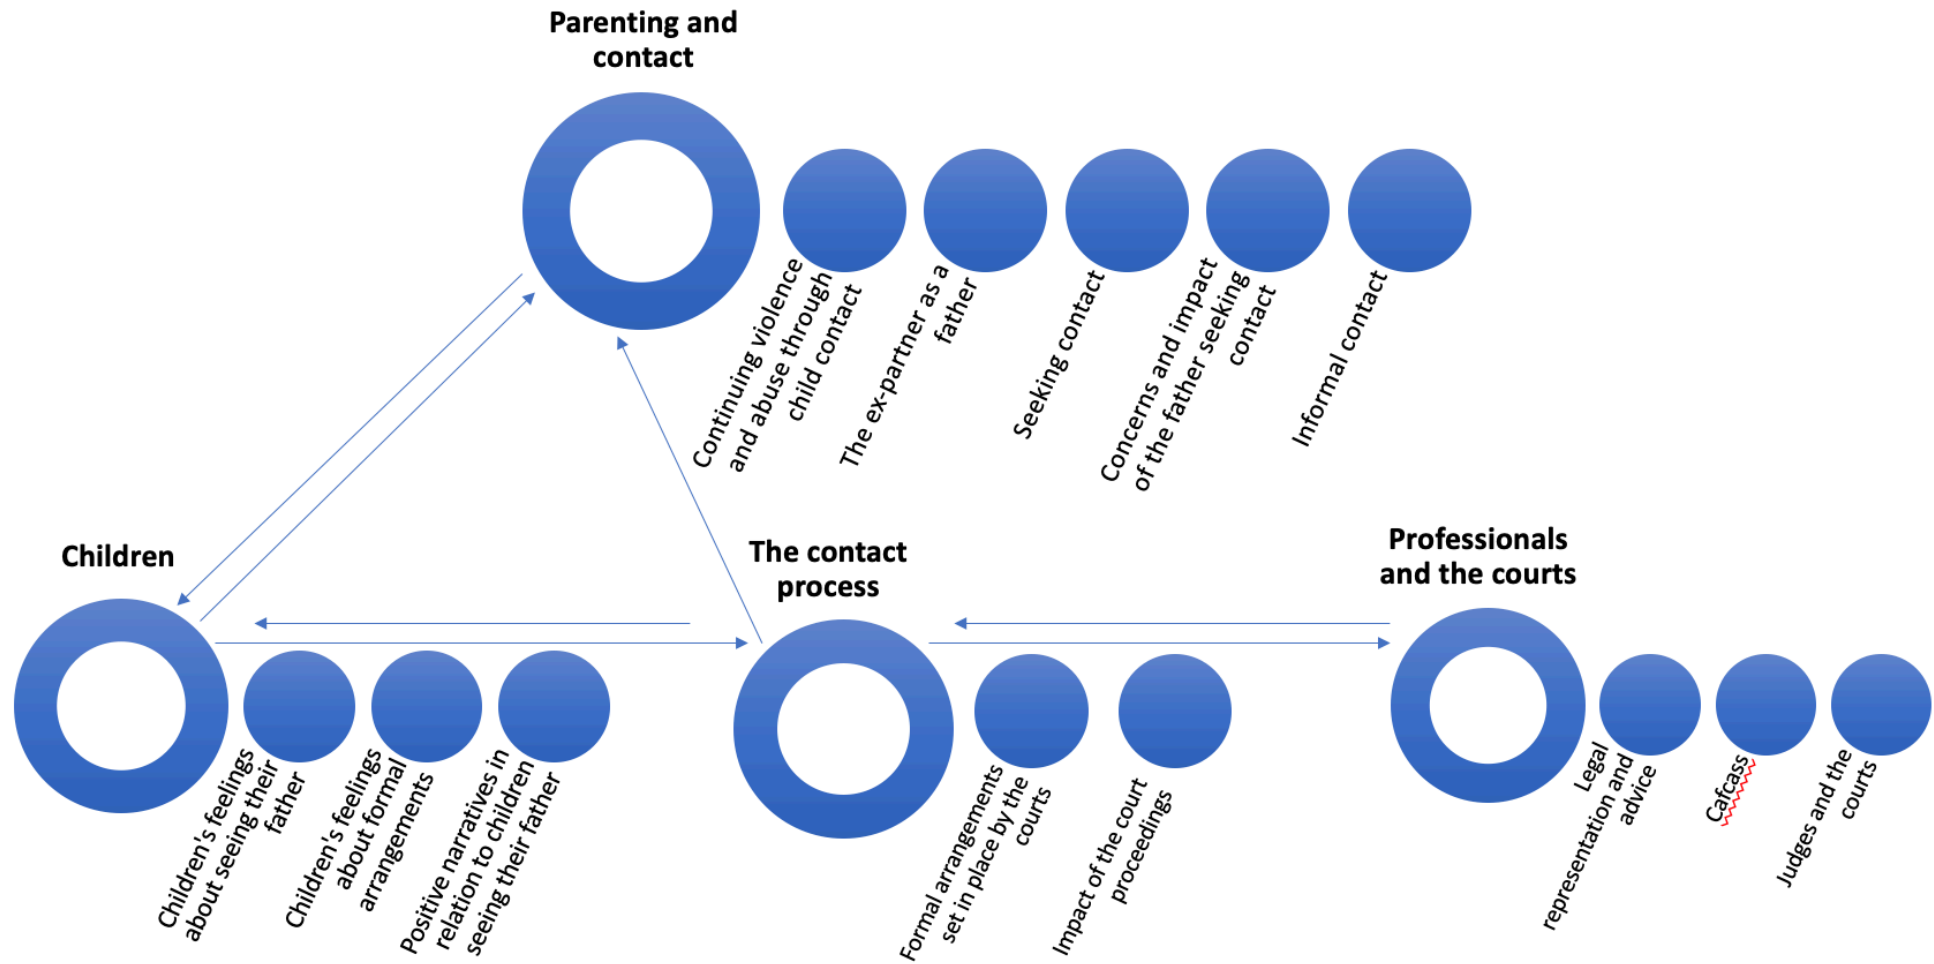 Parenting and
contact
Continuing violence
and abuse through
child contact
The ex-partner as a
father
Seeking contact
Concerns and impact
of the father seeking
contact
Informal contact
Children
Children's feelings
about seeing their
father
Children's feelings
about formal
arrangements
Positive narratives in
relation to children
seeing their father
The contact
process
Formal arrangements
set in place by the
courts
Impact of the court
proceedings
Professionals
and the courts
Legal
representation and
advice
Cafcass
Judges and the
courts